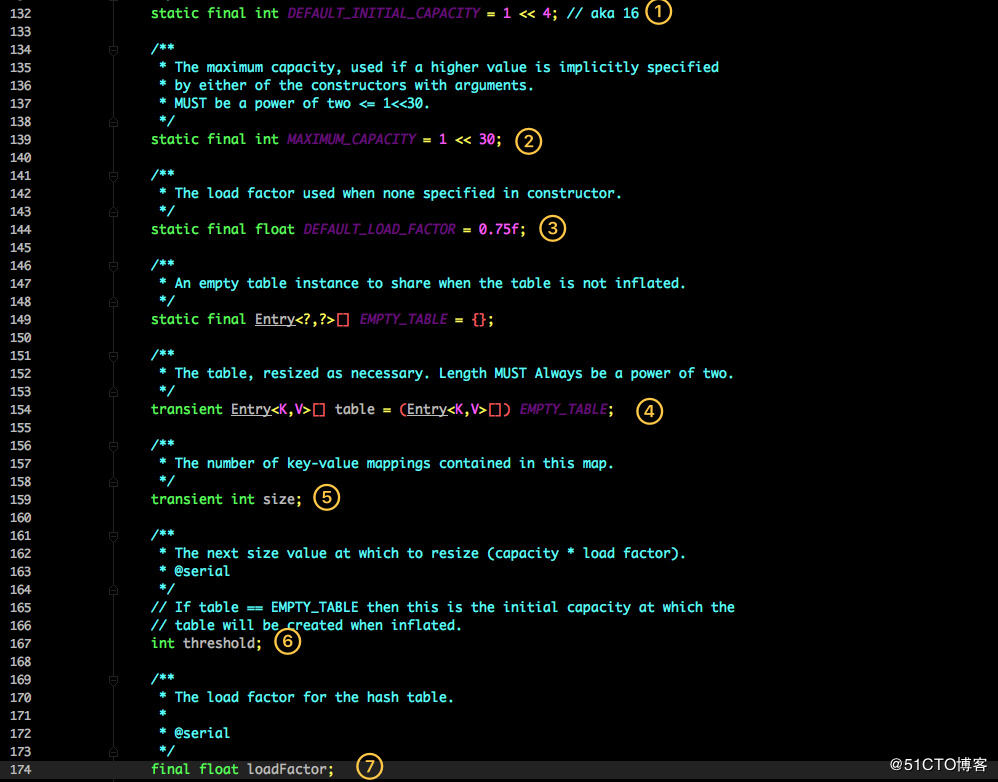 132 static final int DEFAULT_INITIAL_CAPACITY = 1 << 4; // aka 16 ①
133
134 /**
135 * The maximum capacity, used if a higher value is implicitly specified
136 * by either of the constructors with arguments.
137 * MUST be a power of two <= 1<<30.
138 */
139 static final int MAXIMUM_CAPACITY = 1 << 30; ②
140
141 /**
142 * The load factor used when none specified in constructor.
143 */
144 static final float DEFAULT_LOAD_FACTOR = 0.75f; ③
145
146 /**
147 * An empty table instance to share when the table is not inflated.
148 */
149 static final Entry<?,?>[] EMPTY_TABLE = {};
150
151 /**
152 * The table, resized as necessary. Length MUST Always be a power of two.
153 */
154 transient Entry<K,V>[] table = (Entry<K,V>[]) EMPTY_TABLE; ④
155
156 /**
157 * The number of key-value mappings contained in this map.
158 */
159 transient int size; ⑤
160
161 /**
162 * The next size value at which to resize (capacity * load factor).
163 * @serial
164 */
165 // If table == EMPTY_TABLE then this is the initial capacity at which the
166 // table will be created when inflated.
167 int threshold; ⑥
168
169 /**
170 * The load factor for the hash table.
171 *
172 * @serial
173 */
174 final float loadFactor; ⑦
@51CTO博客